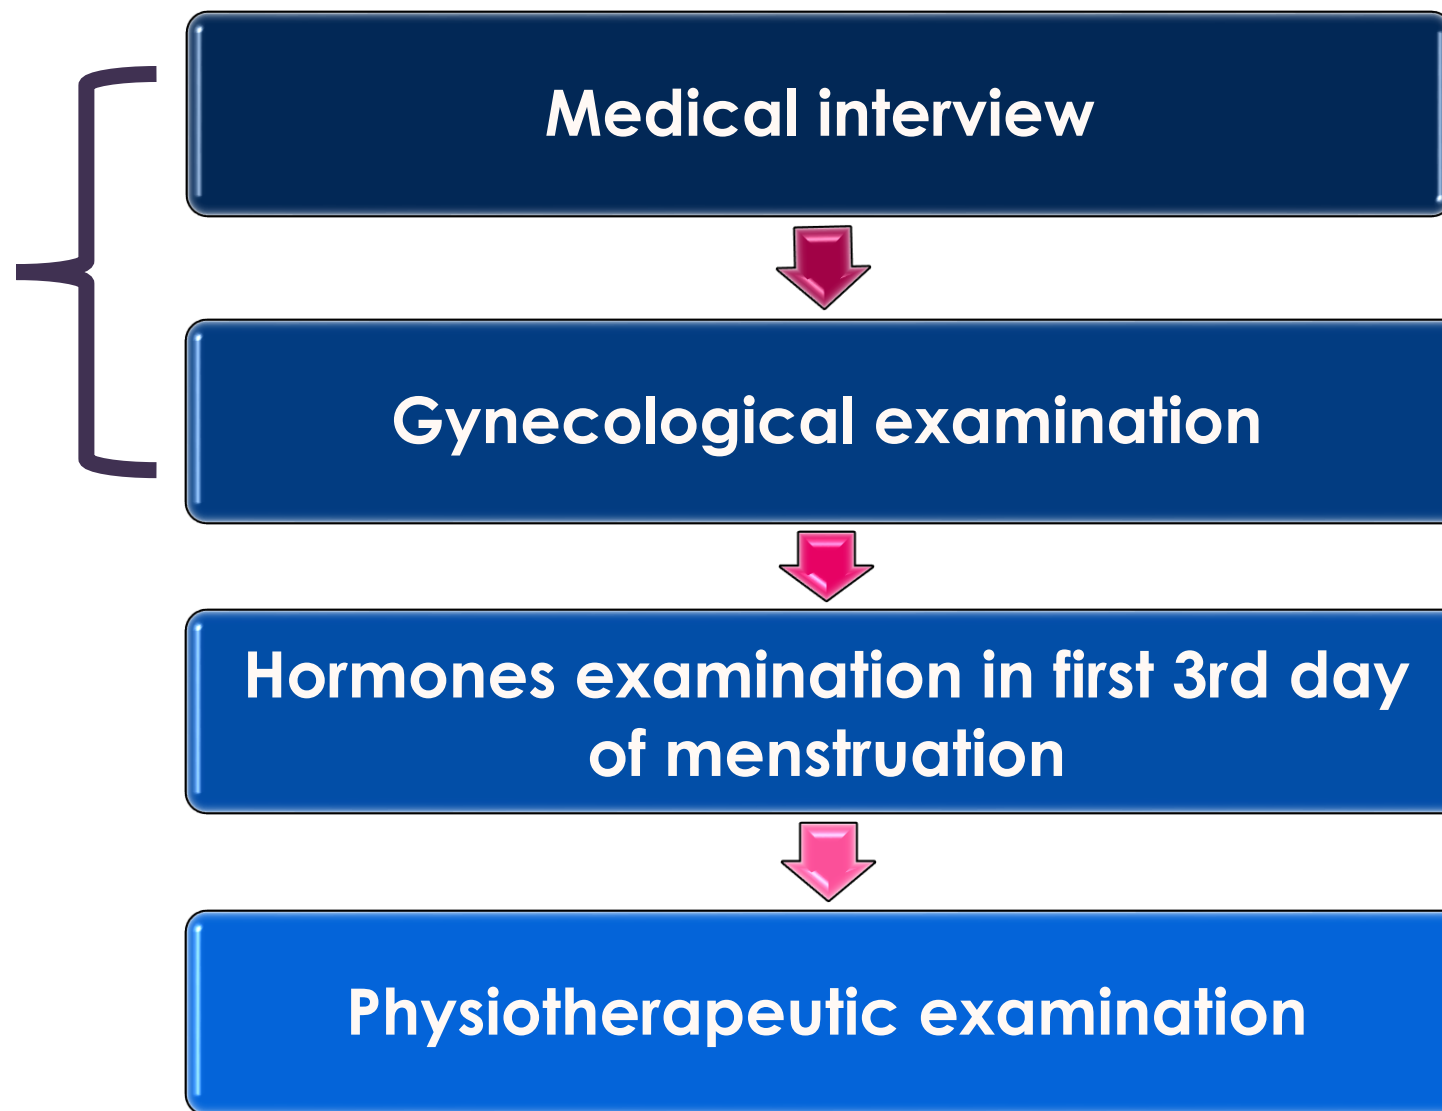 Medical interview
Gynecological examination
Hormones examination in first 3rd day
of menstruation
Physiotherapeutic examination